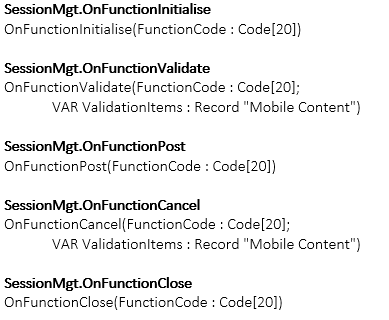 SessionMgt.OnFunctionInitialise
OnFunctionInitialise(FunctionCode : Code[20])
SessionMgt.OnFunctionValidate
OnFunctionValidate(FunctionCode : Code[20];
VAR ValidationItems : Record "Mobile Content")
SessionMgt.OnFunctionPost
OnFunctionPost(FunctionCode : Code[20])
SessionMgt.OnFunctionCancel
OnFunctionCancel(FunctionCode : Code[20];
VAR ValidationItems : Record "Mobile Content")
SessionMgt.OnFunctionClose
OnFunctionClose(FunctionCode : Code[20])